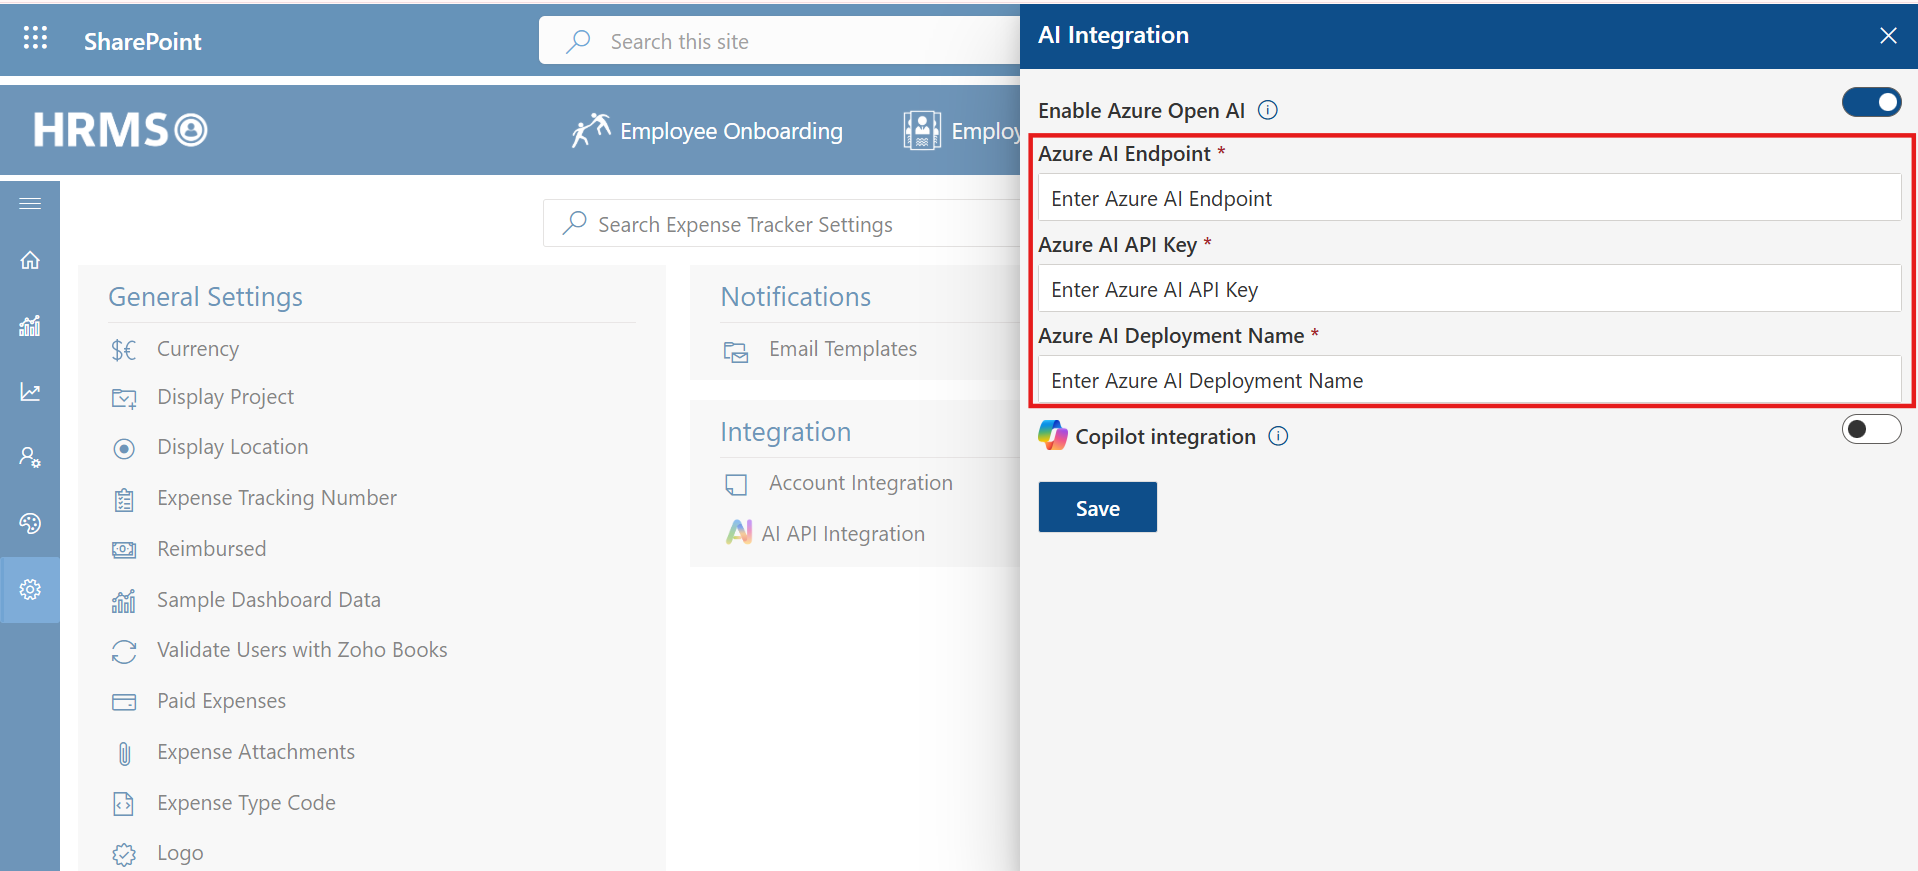 SharePoint
Search this site
HRMS
Employee Onboarding
Employ
Search Expense Tracker Settings
General Settings
Currency
Display Project
Display Location
Expense Tracking Number
Reimbursed
Sample Dashboard Data
Validate Users with Zoho Books
Paid Expenses
Expense Attachments
Expense Type Code
Logo
Notifications
Email Templates
Integration
Account Integration
AI AI API Integration
AI Integration
Enable Azure Open AI
Azure AI Endpoint *
Enter Azure AI Endpoint
Azure AI API Key *
Enter Azure AI API Key
Azure AI Deployment Name *
Enter Azure AI Deployment Name
Copilot integration
Save